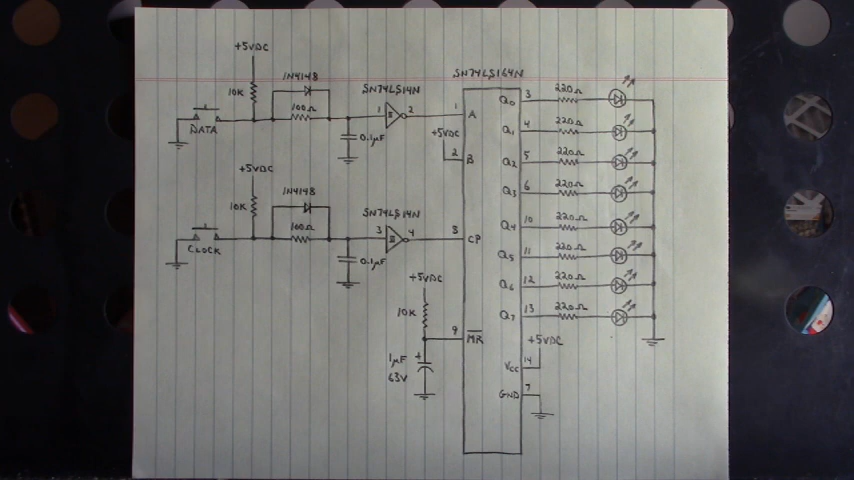 +5VDC
1N4148
10K
100Ω
DATA
0.1µF
SN74LS14N
1
2
+5VDC
1N4148
10K
100Ω
CLOCK
0.1µF
SN74LS14N
3
4
SN74LS164N
1 A
+5VDC
2 B
8 CP
+5VDC
10K
9 MR
1µF +
63V
Q0 3 220Ω
Q1 4 220Ω
Q2 5 220Ω
Q3 6 220Ω
Q4 10 220Ω
Q5 11 220Ω
Q6 12 220Ω
Q7 13 220Ω
+5VDC
VCC 14
GND 7